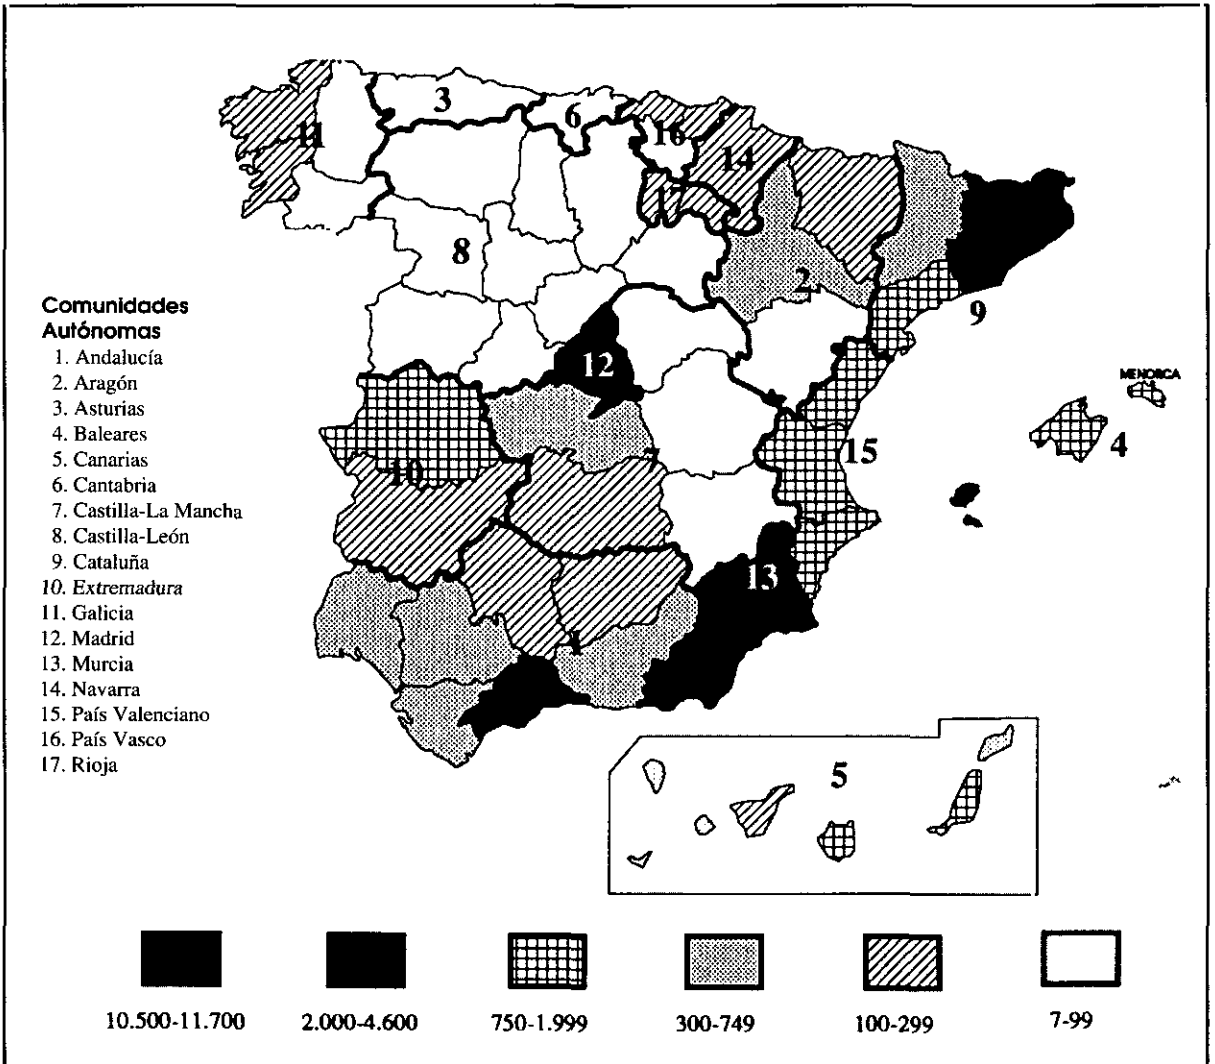 3
6
11
16
14
17
8
2
9
Comunidades
Autónomas
1. Andalucía
2. Aragón
3. Asturias
4. Baleares
5. Canarias
6. Cantabria
7. Castilla-La Mancha
8. Castilla-León
9. Cataluña
10. Extremadura
11. Galicia
12. Madrid
13. Murcia
14. Navarra
15. País Valenciano
16. País Vasco
17. Rioja
12
MENORCA
4
15
7
10
13
1
5
10.500-11.700 2.000-4.600 750-1.999 300-749 100-299 7-99